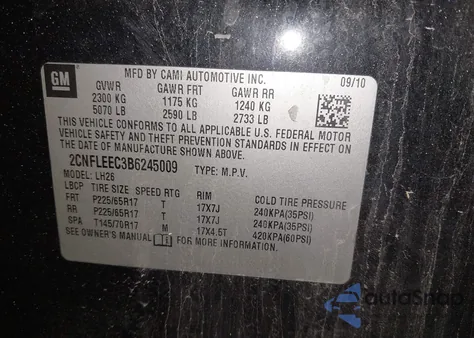 GM MFD BY CAMI AUTOMOTIVE INC. 09/10
GVWR GAWR FRT GAWR RR
2300 KG 1175 KG 1240 KG
5070 LB 2590 LB 2733 LB
THIS VEHICLE CONFORMS TO ALL APPLICABLE U.S. FEDERAL MOTOR
VEHICLE SAFETY AND THEFT PREVENTION STANDARDS IN EFFECT ON
THE DATE OF MANUFACTURE SHOWN ABOVE.
2CNFLEEC3B6245009 TYPE: M.P.V.
MODEL: LH26
LBCP TIRE SIZE SPEED RTG RIM COLD TIRE PRESSURE
FRT P225/65R17 T 17X7J 240KPA(35PSI)
RR P225/65R17 T 17X7J 240KPA(35PSI)
SPA T145/70R17 M 17X4.5T 420KPA(60PSI)
SEE OWNER'S MANUAL FOR MORE INFORMATION.
autoSnap